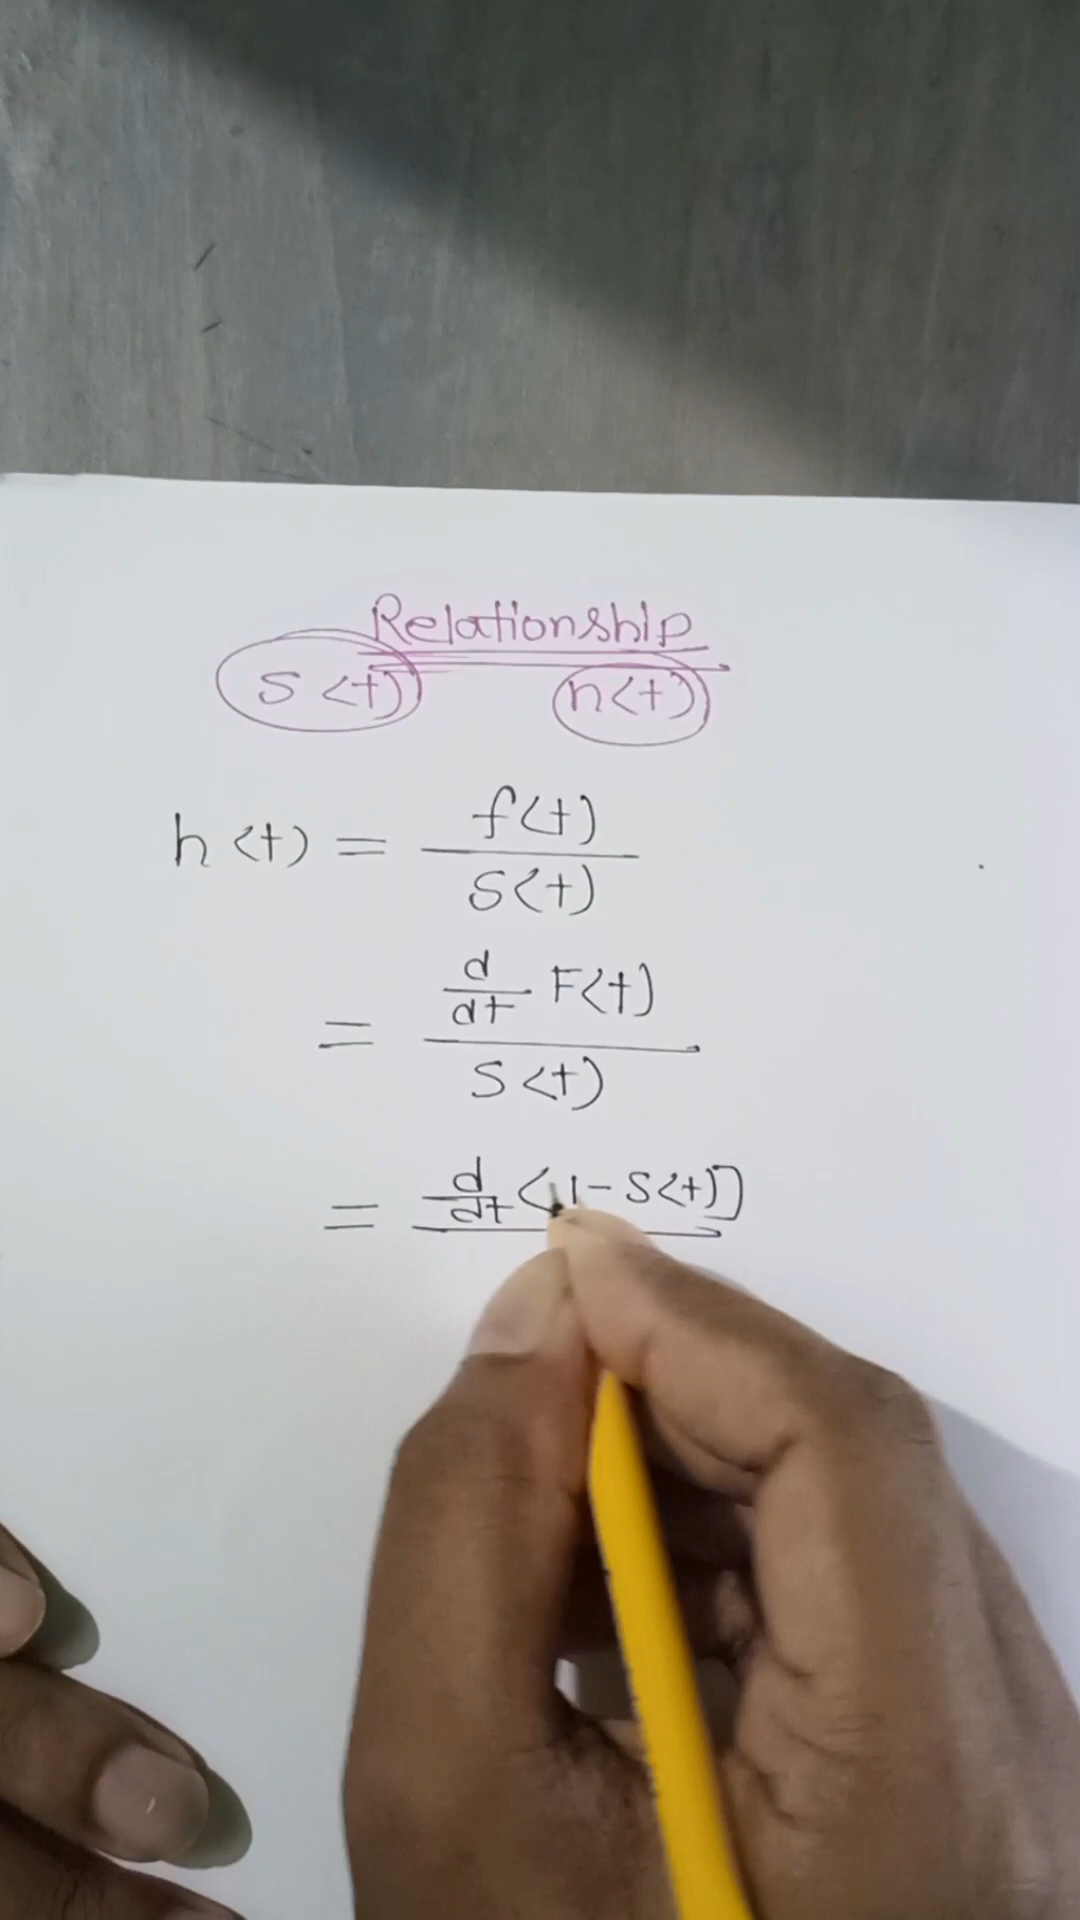 Relationship
S(t) h(t)
h(t) = f(t) / S(t)
= d/dt F(t) / S(t)
= d/dt [1 - S(t)]